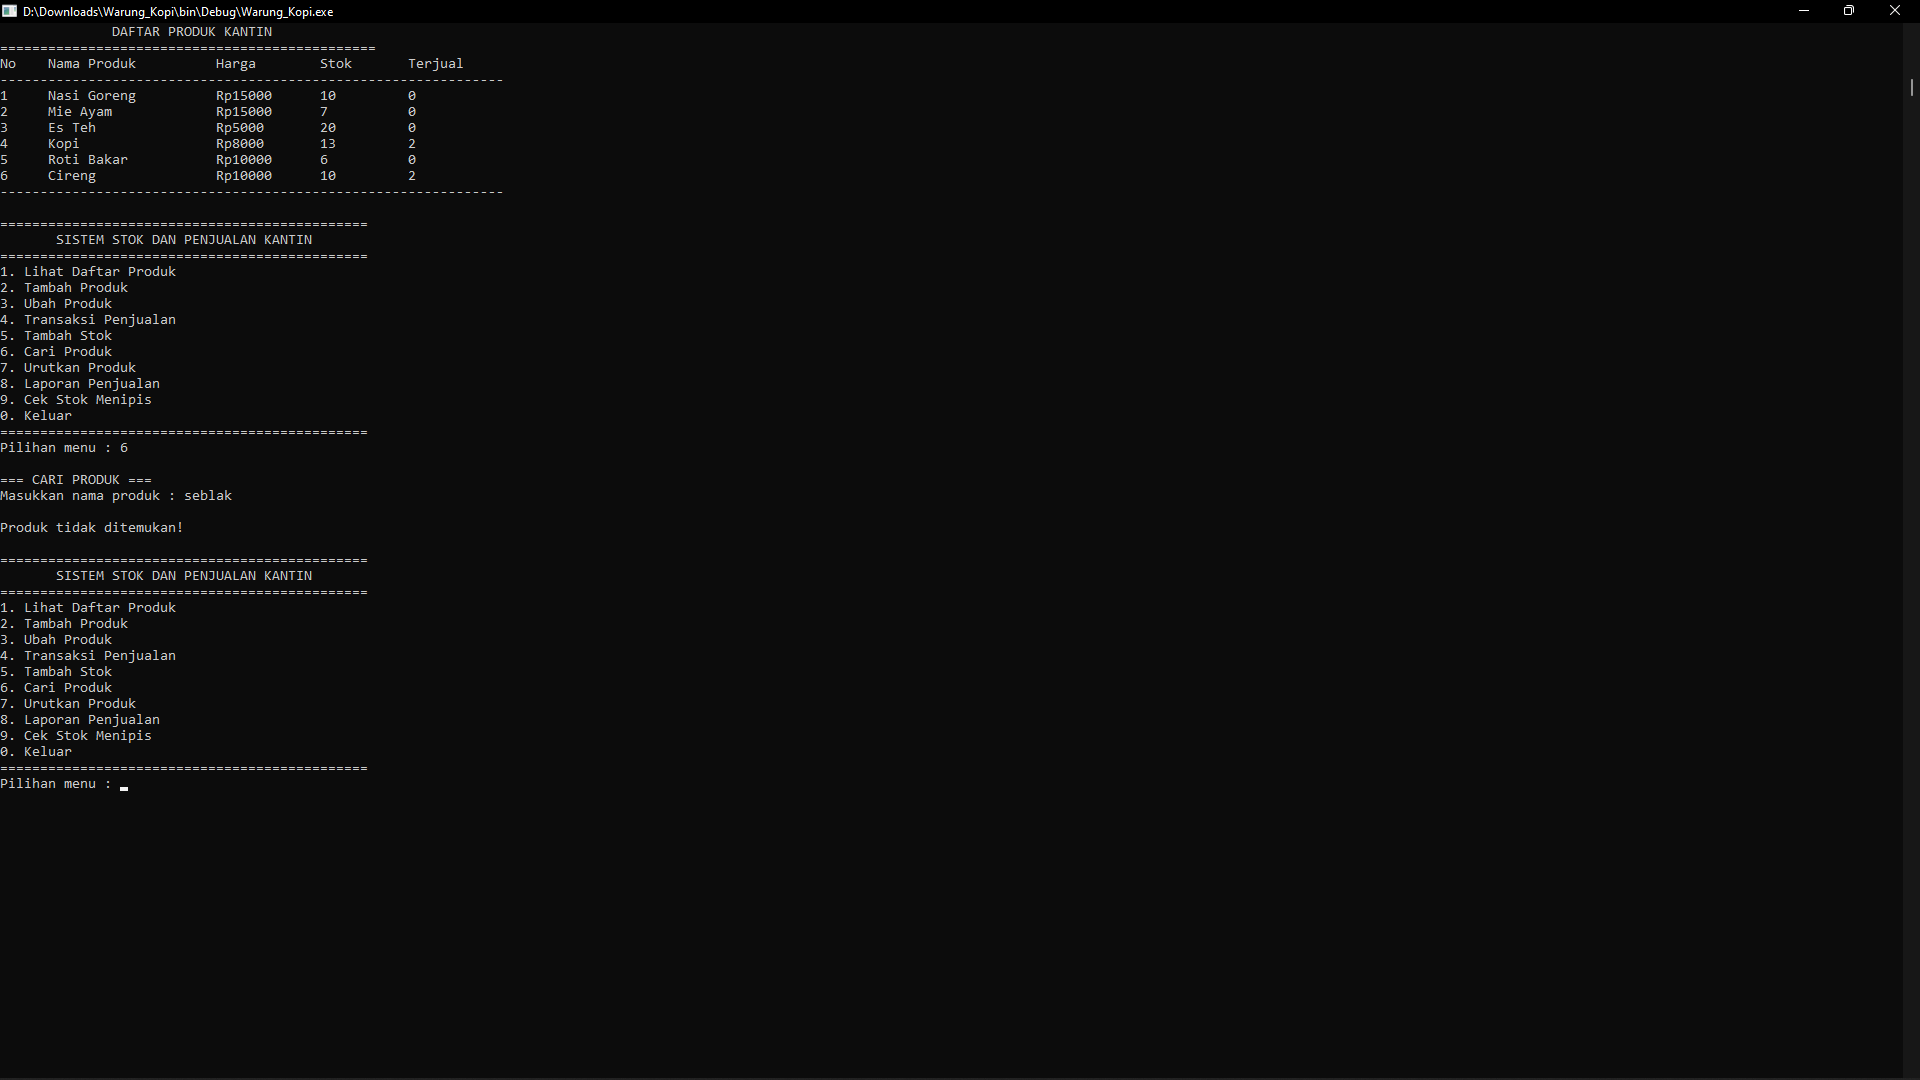 D:\Downloads\Warung_Kopi\bin\Debug\Warung_Kopi.exe
DAFTAR PRODUK KANTIN
===============================================
No Nama Produk Harga Stok Terjual
---------------------------------------------------------------
1 Nasi Goreng Rp15000 10 0
2 Mie Ayam Rp15000 7 0
3 Es Teh Rp5000 20 0
4 Kopi Rp8000 13 2
5 Roti Bakar Rp10000 6 0
6 Cireng Rp10000 10 2
---------------------------------------------------------------
==============================================
SISTEM STOK DAN PENJUALAN KANTIN
==============================================
1. Lihat Daftar Produk
2. Tambah Produk
3. Ubah Produk
4. Transaksi Penjualan
5. Tambah Stok
6. Cari Produk
7. Urutkan Produk
8. Laporan Penjualan
9. Cek Stok Menipis
0. Keluar
==============================================
Pilihan menu : 6
=== CARI PRODUK ===
Masukkan nama produk : seblak
Produk tidak ditemukan!
==============================================
SISTEM STOK DAN PENJUALAN KANTIN
==============================================
1. Lihat Daftar Produk
2. Tambah Produk
3. Ubah Produk
4. Transaksi Penjualan
5. Tambah Stok
6. Cari Produk
7. Urutkan Produk
8. Laporan Penjualan
9. Cek Stok Menipis
0. Keluar
==============================================
Pilihan menu :